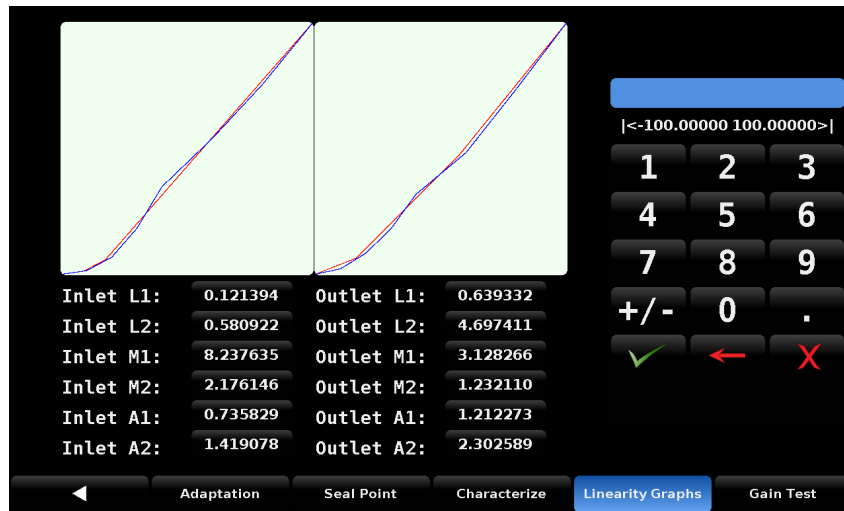 |<-100.00000 100.00000>|
1 2 3
4 5 6
7 8 9
+/- 0 .
X
Inlet L1: 0.121394 Outlet L1: 0.639332
Inlet L2: 0.580922 Outlet L2: 4.697411
Inlet M1: 8.237635 Outlet M1: 3.128266
Inlet M2: 2.176146 Outlet M2: 1.232110
Inlet A1: 0.735829 Outlet A1: 1.212273
Inlet A2: 1.419078 Outlet A2: 2.302589
Adaptation Seal Point Characterize Linearity Graphs Gain Test